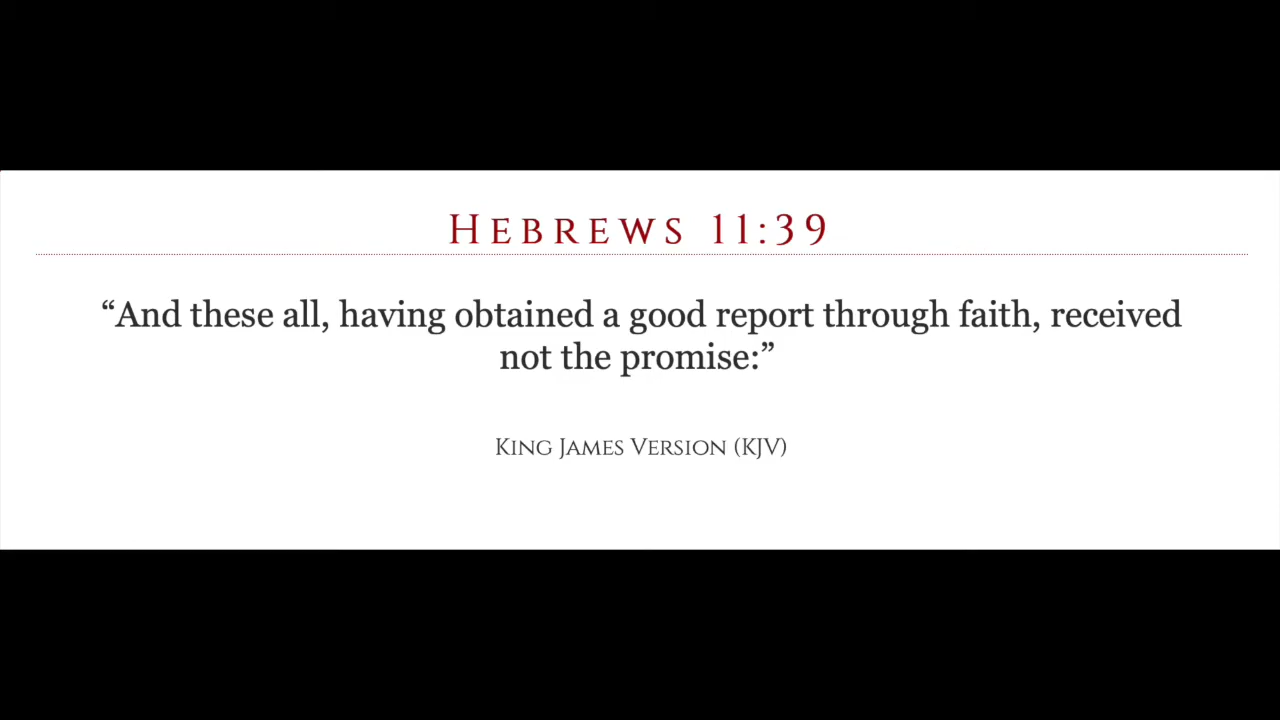 Hebrews 11:39
“And these all, having obtained a good report through faith, received
not the promise:”
King James Version (KJV)